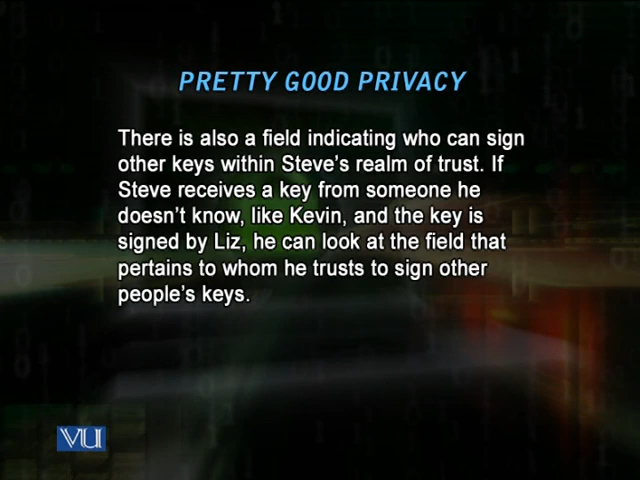 PRETTY GOOD PRIVACY
There is also a field indicating who can sign
other keys within Steve's realm of trust. If
Steve receives a key from someone he
doesn't know, like Kevin, and the key is
signed by Liz, he can look at the field that
pertains to whom he trusts to sign other
people's keys.
VU